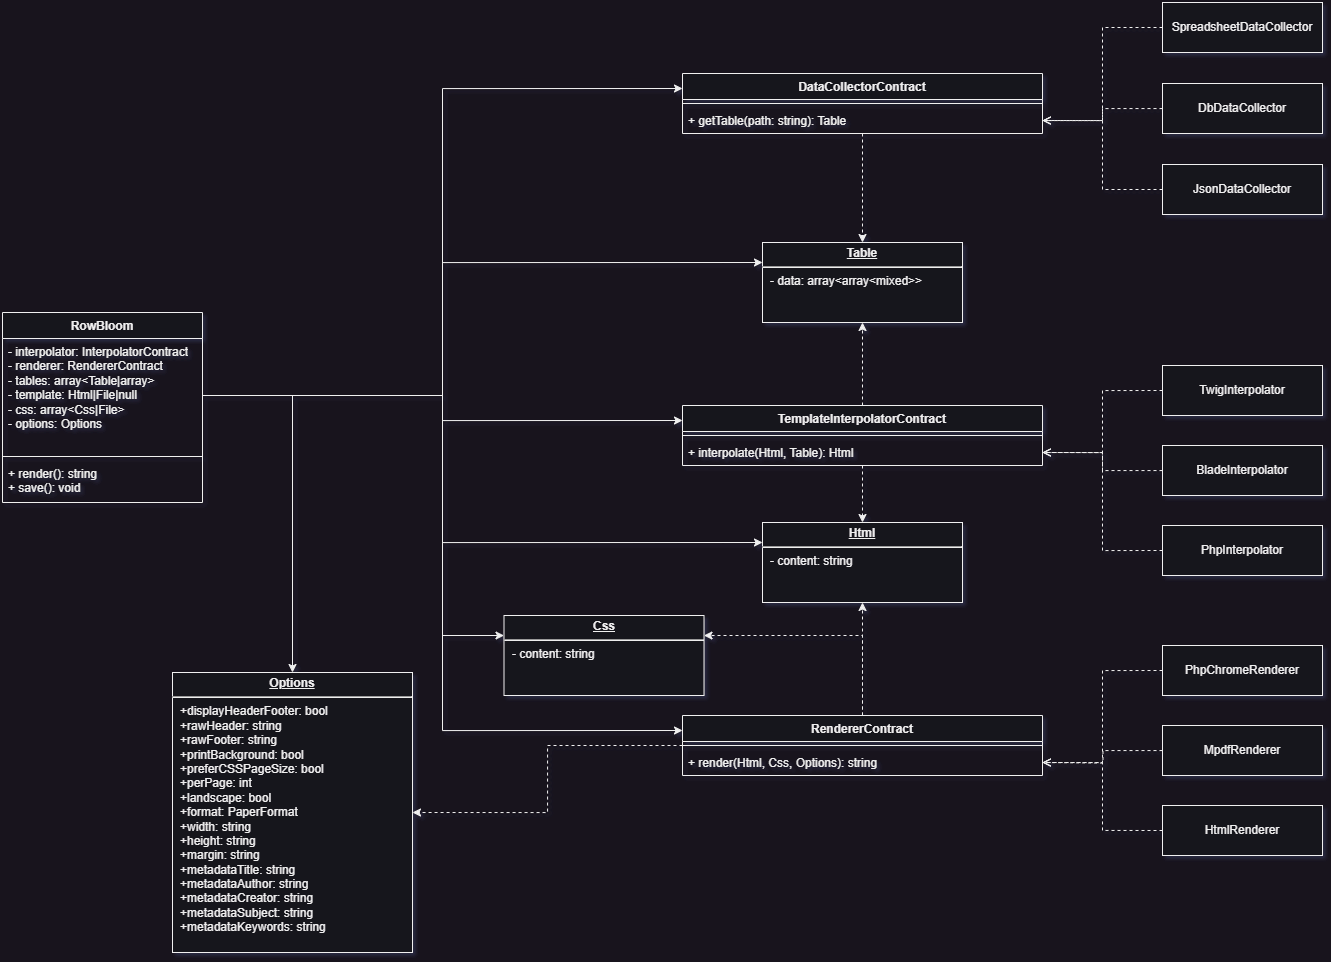 SpreadsheetDataCollector
DataCollectorContract
+ getTable(path: string): Table
DbDataCollector
JsonDataCollector
Table
- data: array<array<mixed>>
RowBloom
- interpolator: InterpolatorContract
- renderer: RendererContract
- tables: array<Table|array>
- template: Html|File|null
- css: array<Css|File>
- options: Options
+ render(): string
+ save(): void
TwigInterpolator
TemplateInterpolatorContract
+ interpolate(Html, Table): Html
BladeInterpolator
PhpInterpolator
Html
- content: string
Css
- content: string
PhpChromeRenderer
RendererContract
+ render(Html, Css, Options): string
MpdfRenderer
HtmlRenderer
Options
+displayHeaderFooter: bool
+rawHeader: string
+rawFooter: string
+printBackground: bool
+preferCSSPageSize: bool
+perPage: int
+landscape: bool
+format: PaperFormat
+width: string
+height: string
+margin: string
+metadataTitle: string
+metadataAuthor: string
+metadataCreator: string
+metadataSubject: string
+metadataKeywords: string